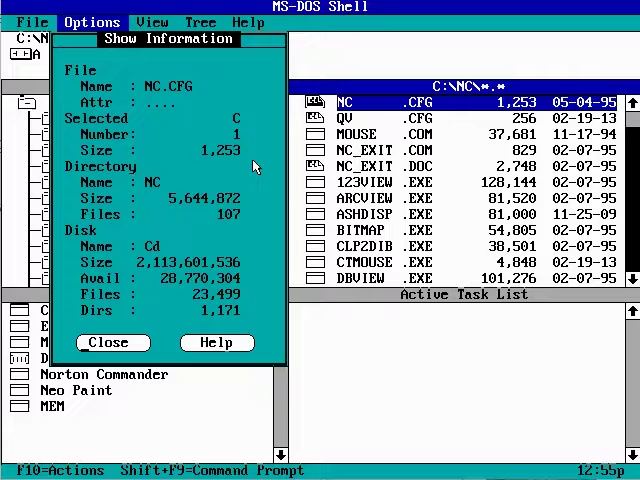 MS-DOS Shell
File Options View Tree Help
C:\N
A
Show Information
File
Name : NC.CFG
Attr : ....
Selected C
Number: 1
Size : 1,253
Directory
Name : NC
Size : 5,644,872
Files : 107
Disk
Name : Cd
Size : 2,113,601,536
Avail : 28,770,304
Files : 23,499
Dirs : 1,171
Close Help
C:\NC\*.*
NC .CFG 1,253 05-04-95
QV .CFG 256 02-19-13
MOUSE .COM 37,681 11-17-94
NC_EXIT .COM 829 02-07-95
NC_EXIT .DOC 2,748 02-07-95
123VIEW .EXE 128,144 02-07-95
ARCVIEW .EXE 81,520 02-07-95
ASHDISP .EXE 81,000 11-25-09
BITMAP .EXE 54,805 02-07-95
CLP2DIB .EXE 38,501 02-07-95
CTMOUSE .EXE 4,848 02-19-13
DBVIEW .EXE 101,276 02-07-95
Active Task List
C
E
M
D
Norton Commander
Neo Paint
MEM
F10=Actions Shift+F9=Command Prompt 12:55p